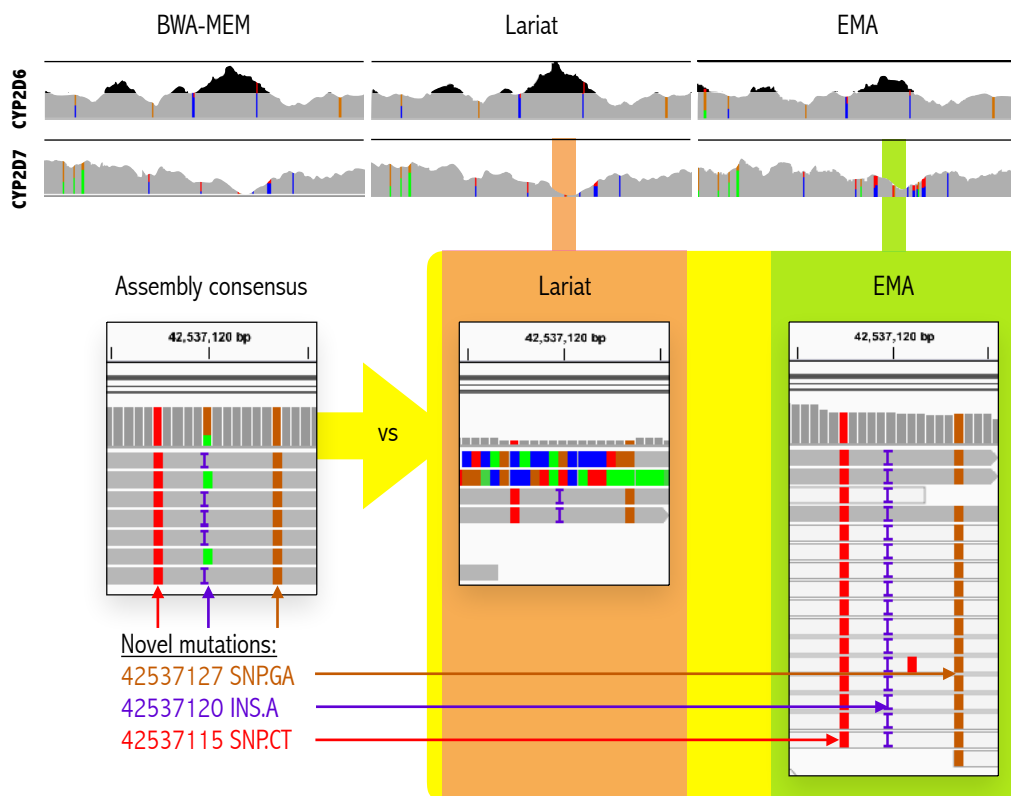 BWA-MEM
Lariat
EMA
CYP2D6
CYP2D7
Assembly consensus
Lariat
EMA
42,537,120 bp
42,537,120 bp
42,537,120 bp
vs
Novel mutations:
42537127 SNP.GA
42537120 INS.A
42537115 SNP.CT